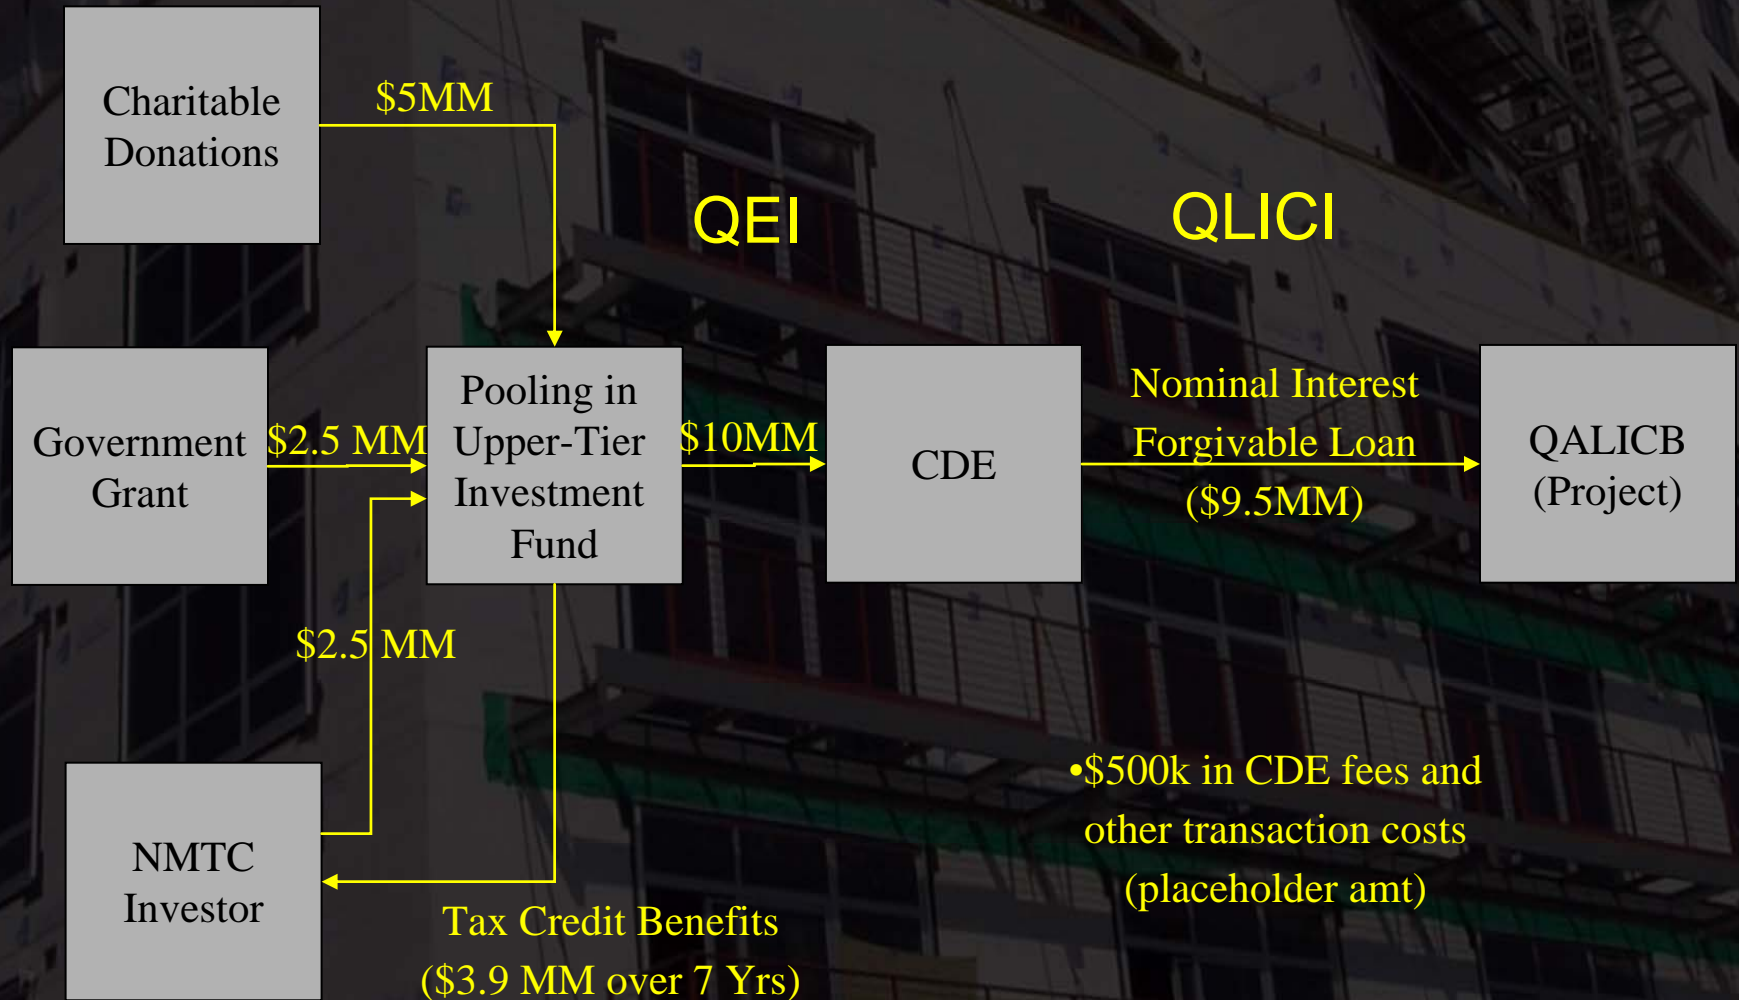 Charitable
Donations
$5MM
QEI
QLICI
Government
Grant
$2.5 MM
Pooling in
Upper-Tier
Investment
Fund
$10MM
CDE
Nominal Interest
Forgivable Loan
($9.5MM)
QALICB
(Project)
$2.5 MM
NMTC
Investor
Tax Credit Benefits
($3.9 MM over 7 Yrs)
•$500k in CDE fees and
other transaction costs
(placeholder amt)